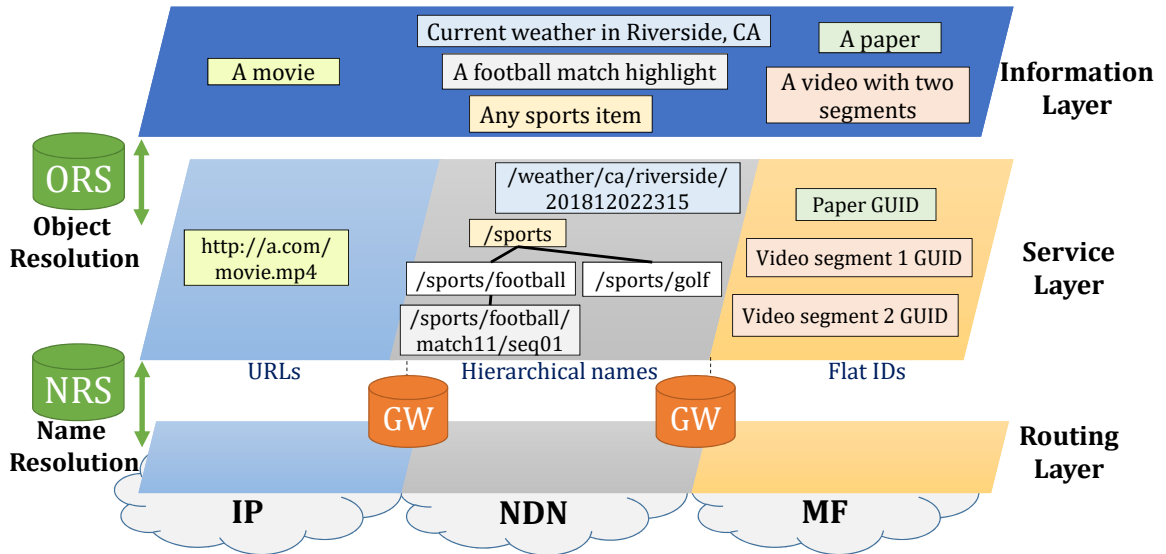 Current weather in Riverside, CA
A paper
A movie
A football match highlight
A video with two
segments
Any sports item
Information
Layer
ORS
Object
Resolution
/weather/ca/riverside/
201812022315
Paper GUID
/sports
http://a.com/
movie.mp4
Video segment 1 GUID
/sports/football
/sports/golf
Service
Layer
/sports/football/
match11/seq01
Video segment 2 GUID
URLs
Hierarchical names
Flat IDs
NRS
Name
Resolution
GW
GW
Routing
Layer
IP
NDN
MF